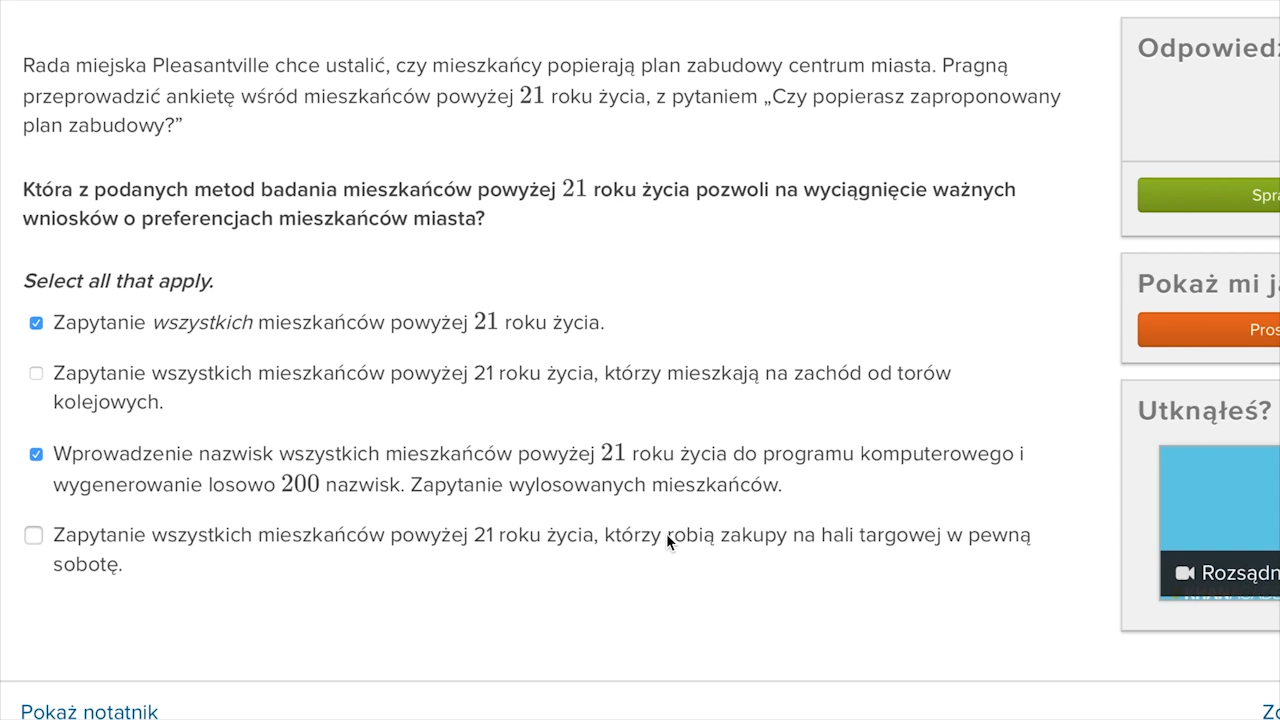 Rada miejska Pleasantville chce ustalić, czy mieszkańcy popierają plan zabudowy centrum miasta. Pragną
przeprowadzić ankietę wśród mieszkańców powyżej 21 roku życia, z pytaniem „Czy popierasz zaproponowany
plan zabudowy?”
Która z podanych metod badania mieszkańców powyżej 21 roku życia pozwoli na wyciągnięcie ważnych
wniosków o preferencjach mieszkańców miasta?
Select all that apply.
Zapytanie wszystkich mieszkańców powyżej 21 roku życia.
Zapytanie wszystkich mieszkańców powyżej 21 roku życia, którzy mieszkają na zachód od torów
kolejowych.
Wprowadzenie nazwisk wszystkich mieszkańców powyżej 21 roku życia do programu komputerowego i
wygenerowanie losowo 200 nazwisk. Zapytanie wylosowanych mieszkańców.
Zapytanie wszystkich mieszkańców powyżej 21 roku życia, którzy robią zakupy na hali targowej w pewną
sobotę.
Pokaż notatnik
Odpowiedz
Spra
Pokaż mi ja
Pros
Utknąłeś?
Rozsądn
Zo